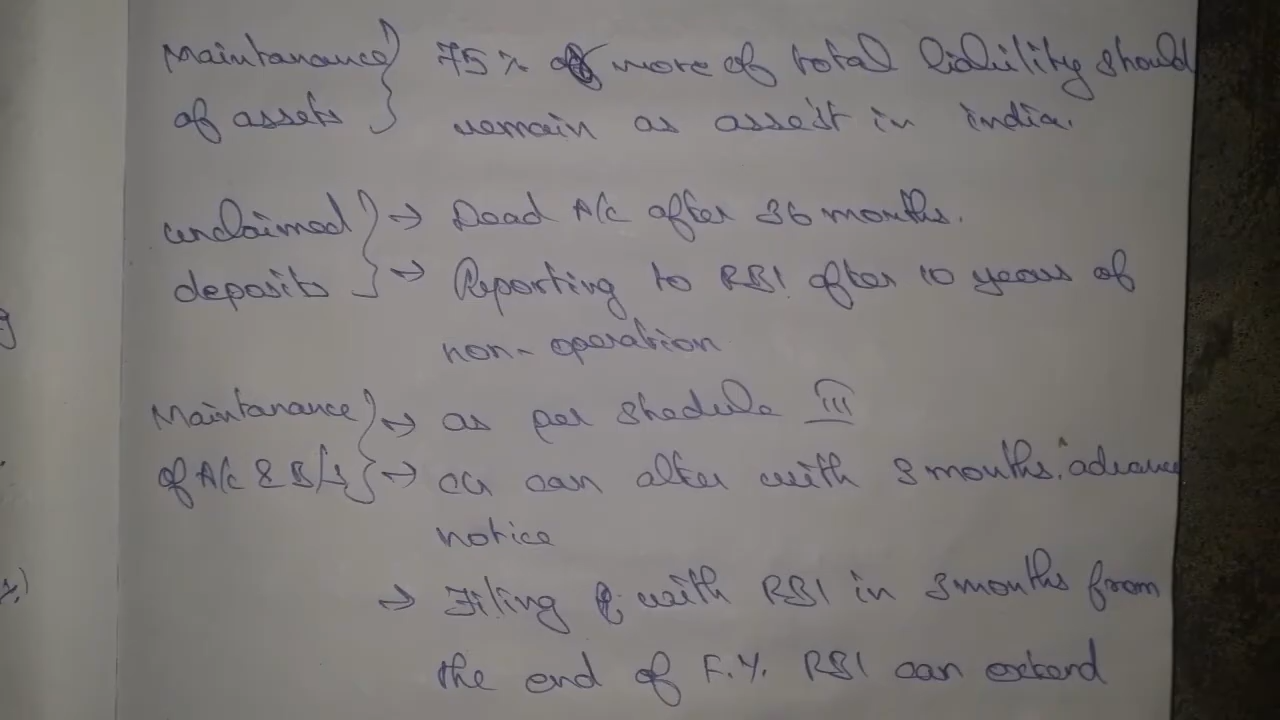 Maintanance } 75% or more of total liability should
of assets } remain as asset in india.
unclaimed } → Dead A/c after 36 months.
deposits } → Reporting to RBI after 10 years of
non-operation
Maintanance } → as per shedule III
of A/c & B/s } → CG can alter with 3 months. advance
notice
→ Filing with RBI in 3 months from
the end of F.Y. RBI can extend